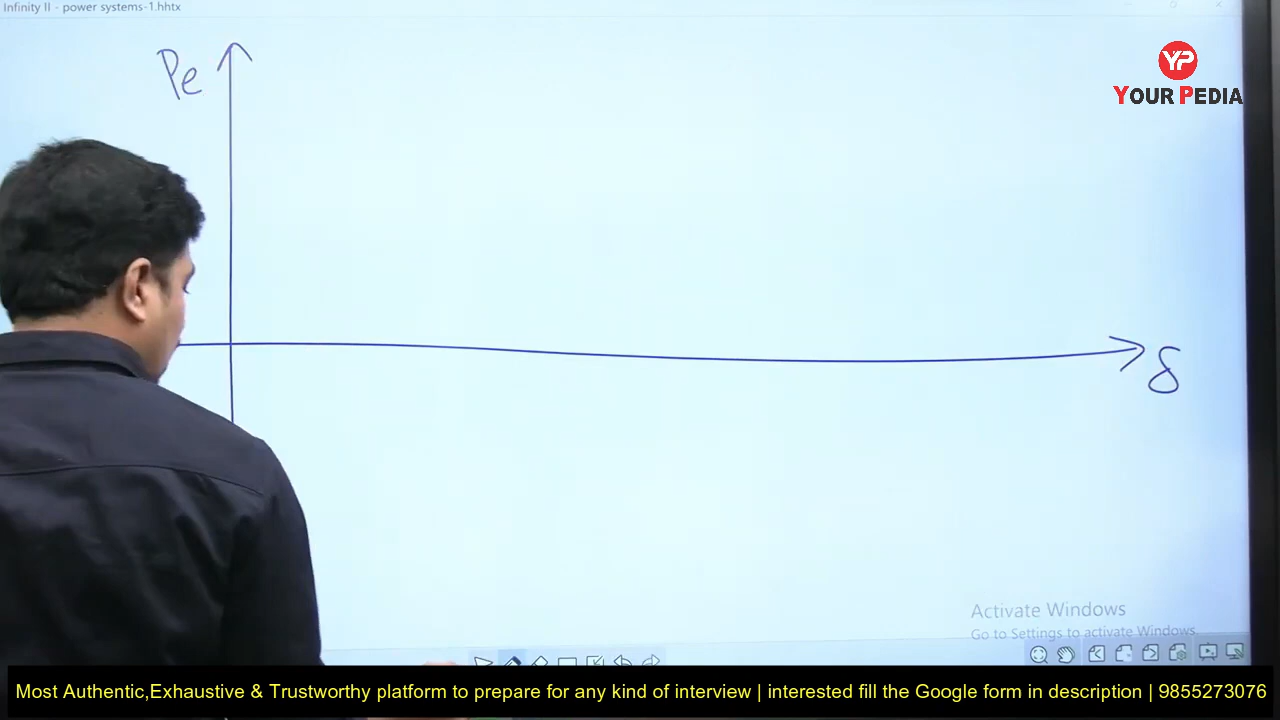 Infinity II - power systems-1.hhtx
Pe
YP
YOUR PEDIA
δ
Activate Windows
Go to Settings to activate Windows.
Most Authentic,Exhaustive & Trustworthy platform to prepare for any kind of interview | interested fill the Google form in description | 9855273076